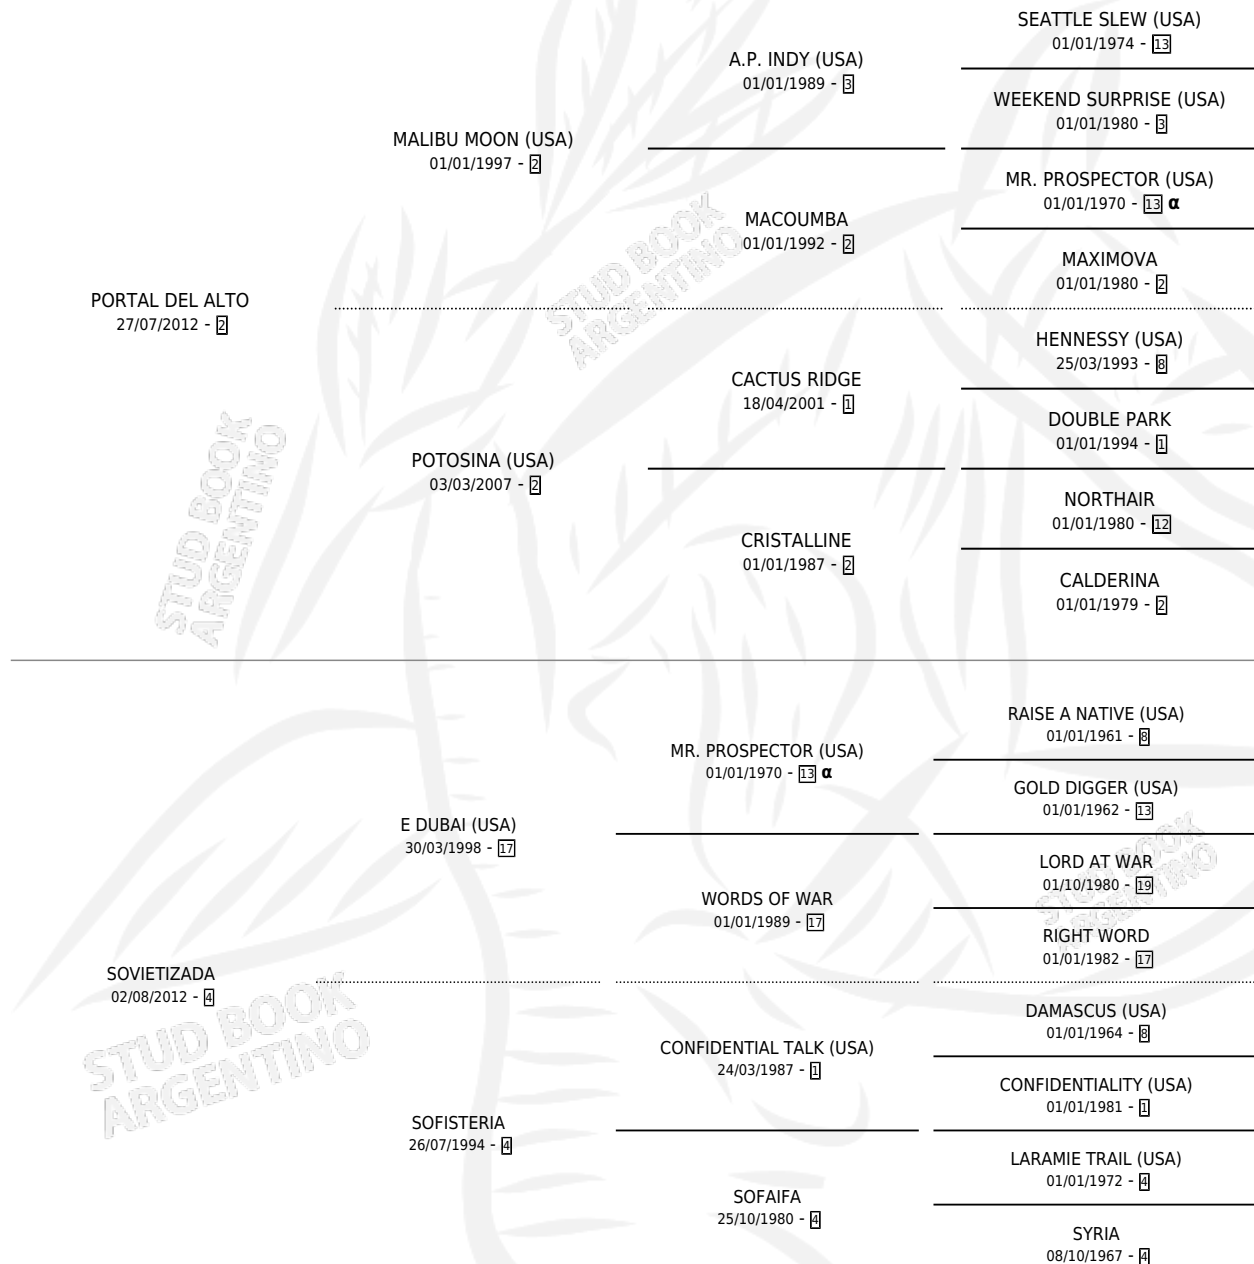 SEATTLE SLEW (USA)
01/01/1974 - 13
A.P. INDY (USA)
01/01/1989 - 3
WEEKEND SURPRISE (USA)
01/01/1980 - 3
MALIBU MOON (USA)
01/01/1997 - 2
MR. PROSPECTOR (USA)
01/01/1970 - 13 α
MACOUMBA
01/01/1992 - 2
MAXIMOVA
01/01/1980 - 2
PORTAL DEL ALTO
27/07/2012 - 2
HENNESSY (USA)
25/03/1993 - 8
CACTUS RIDGE
18/04/2001 - 1
DOUBLE PARK
01/01/1994 - 1
POTOSINA (USA)
03/03/2007 - 2
NORTHAIR
01/01/1980 - 12
CRISTALLINE
01/01/1987 - 2
CALDERINA
01/01/1979 - 2
STUD BOOK
ARGENTINO
STUD BOOK
ARGENTINO
RAISE A NATIVE (USA)
01/01/1961 - 8
MR. PROSPECTOR (USA)
01/01/1970 - 13 α
GOLD DIGGER (USA)
01/01/1962 - 13
E DUBAI (USA)
30/03/1998 - 17
LORD AT WAR
01/10/1980 - 19
WORDS OF WAR
01/01/1989 - 17
RIGHT WORD
01/01/1982 - 17
STUD BOOK
ARGENTINO
SOVIETIZADA
02/08/2012 - 4
DAMASCUS (USA)
01/01/1964 - 8
CONFIDENTIAL TALK (USA)
24/03/1987 - 1
CONFIDENTIALITY (USA)
01/01/1981 - 1
SOFISTERIA
26/07/1994 - 4
LARAMIE TRAIL (USA)
01/01/1972 - 4
SOFAIFA
25/10/1980 - 4
SYRIA
08/10/1967 - 4
STUD BOOK
ARGENTINO